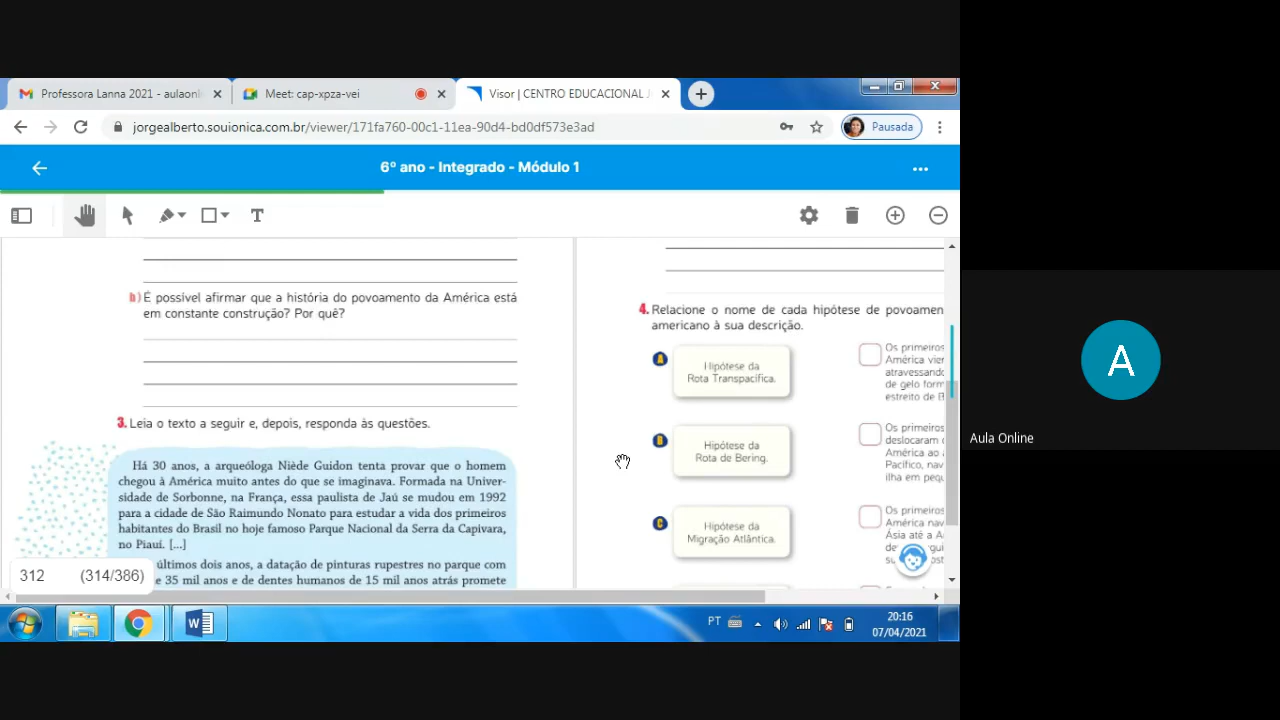 Professora Lanna 2021 - aulaonl
Meet: cap-xpza-vei
Visor | CENTRO EDUCACIONAL J
jorgealberto.souionica.com.br/viewer/171fa760-00c1-11ea-90d4-bd0df573e3ad
Pausada
6º ano - Integrado - Módulo 1
T
b) É possível afirmar que a história do povoamento da América está
em constante construção? Por quê?
3. Leia o texto a seguir e, depois, responda às questões.
Há 30 anos, a arqueóloga Niède Guidon tenta provar que o homem
chegou à América muito antes do que se imaginava. Formada na Univer-
sidade de Sorbonne, na França, essa paulista de Jaú se mudou em 1992
para a cidade de São Raimundo Nonato para estudar a vida dos primeiros
habitantes do Brasil no hoje famoso Parque Nacional da Serra da Capivara,
no Piauí. [...]
últimos dois anos, a datação de pinturas rupestres no parque com
e 35 mil anos e de dentes humanos de 15 mil anos atrás promete
312 (314/386)
4. Relacione o nome de cada hipótese de povoamen
americano à sua descrição.
A
Hipótese da
Rota Transpacífica.
Os primeiros
América vier
atravessando
de gelo form
estreito de B
B
Hipótese da
Rota de Bering.
Os primeiros
deslocaram
América ao
Pacífico, nav
ilha em peq
C
Hipótese da
Migração Atlântica.
Os primeiros
América nav
Ásia até a A
PT
20:16
07/04/2021
A
Aula Online